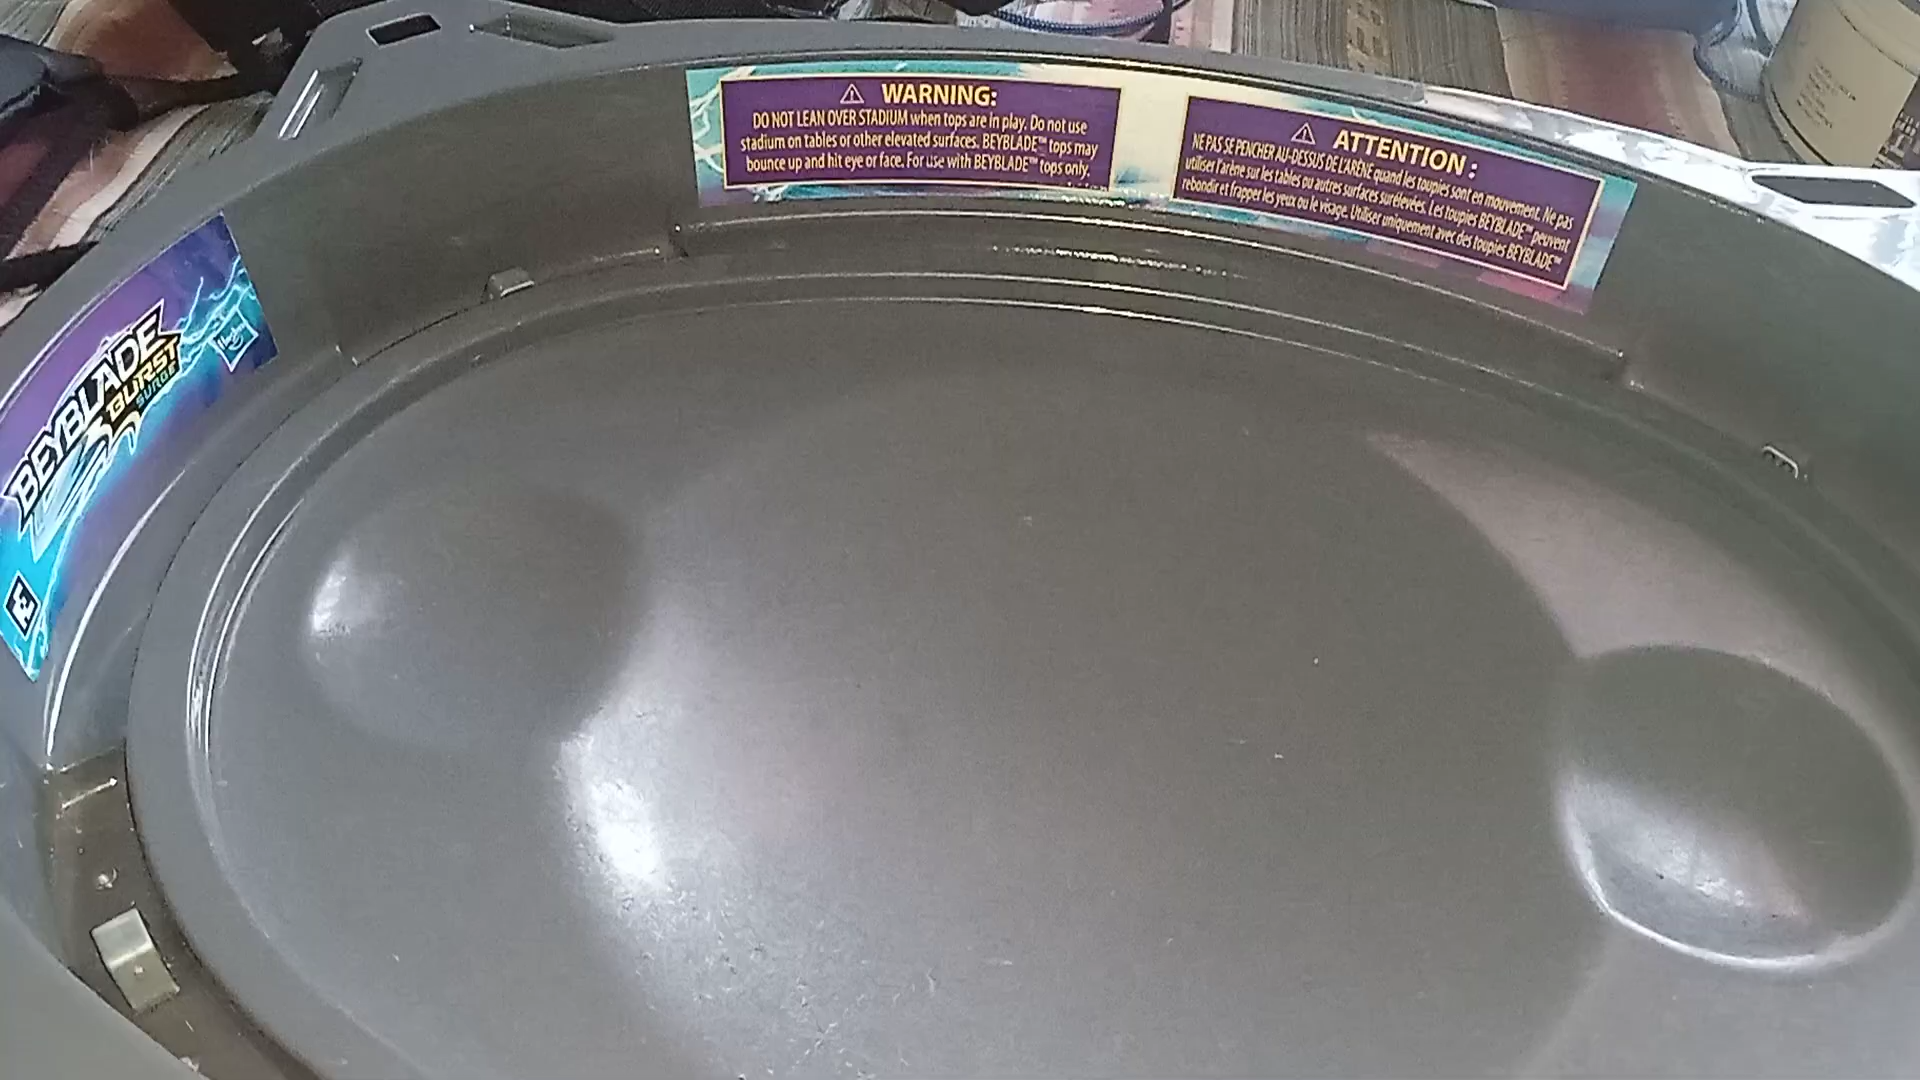 WARNING:
DO NOT LEAN OVER STADIUM when tops are in play. Do not use
stadium on tables or other elevated surfaces. BEYBLADE™ tops may
bounce up and hit eye or face. For use with BEYBLADE™ tops only.
ATTENTION :
NE PAS SE PENCHER AU-DESSUS DE L'ARÈNE quand les toupies sont en mouvement. Ne pas
utiliser l'arène sur les tables ou autres surfaces surélevées. Les toupies BEYBLADE™ peuvent
rebondir et frapper les yeux ou le visage. Utiliser uniquement avec des toupies BEYBLADE™
BEYBLADE
BURST
SURGE
Hasbro